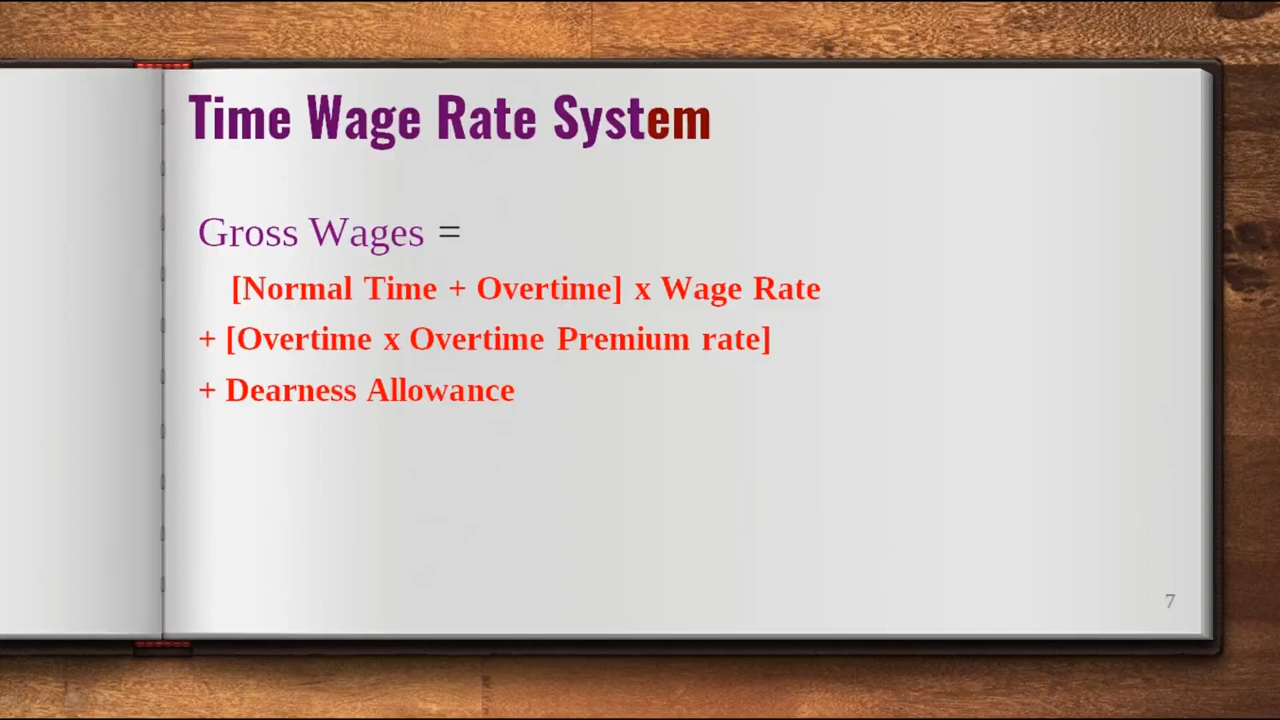 Time Wage Rate System
Gross Wages =
[Normal Time + Overtime] x Wage Rate
+ [Overtime x Overtime Premium rate]
+ Dearness Allowance
7